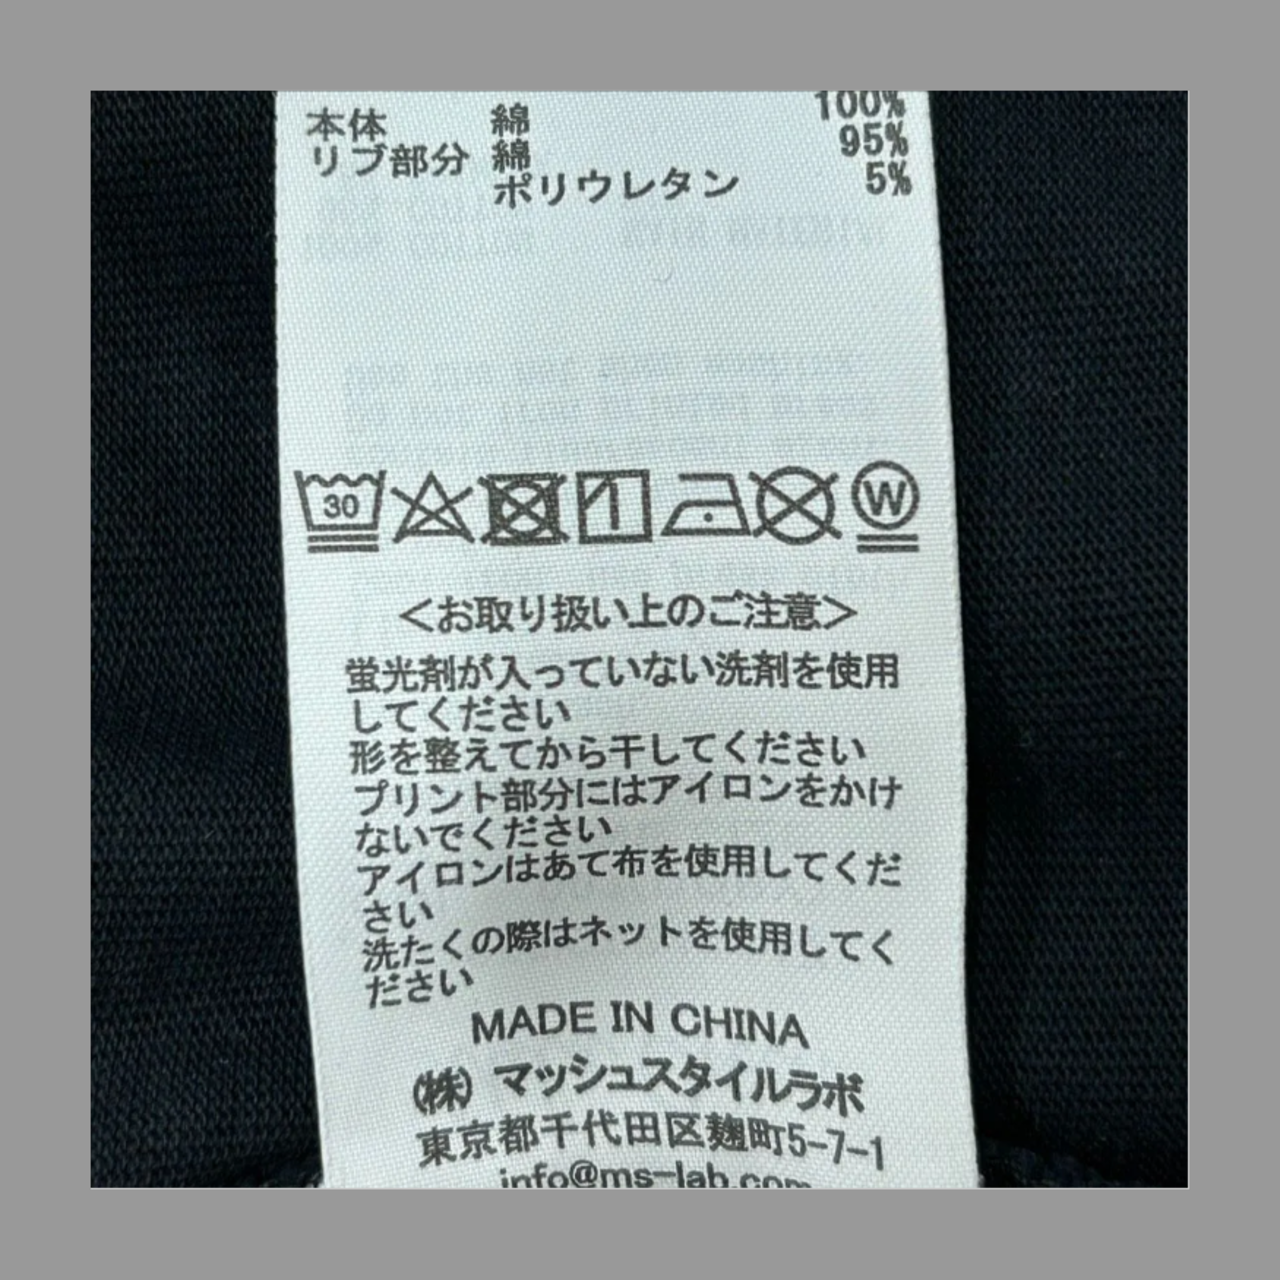 本体 綿 100%
リブ部分 綿 95%
ポリウレタン 5%
30
W
<お取り扱い上のご注意>
蛍光剤が入っていない洗剤を使用
してください
形を整えてから干してください
プリント部分にはアイロンをかけ
ないでください
アイロンはあて布を使用してくだ
さい
洗たくの際はネットを使用してく
ださい
MADE IN CHINA
(株) マッシュスタイルラボ
東京都千代田区麹町5-7-1
info@ms-lab.com